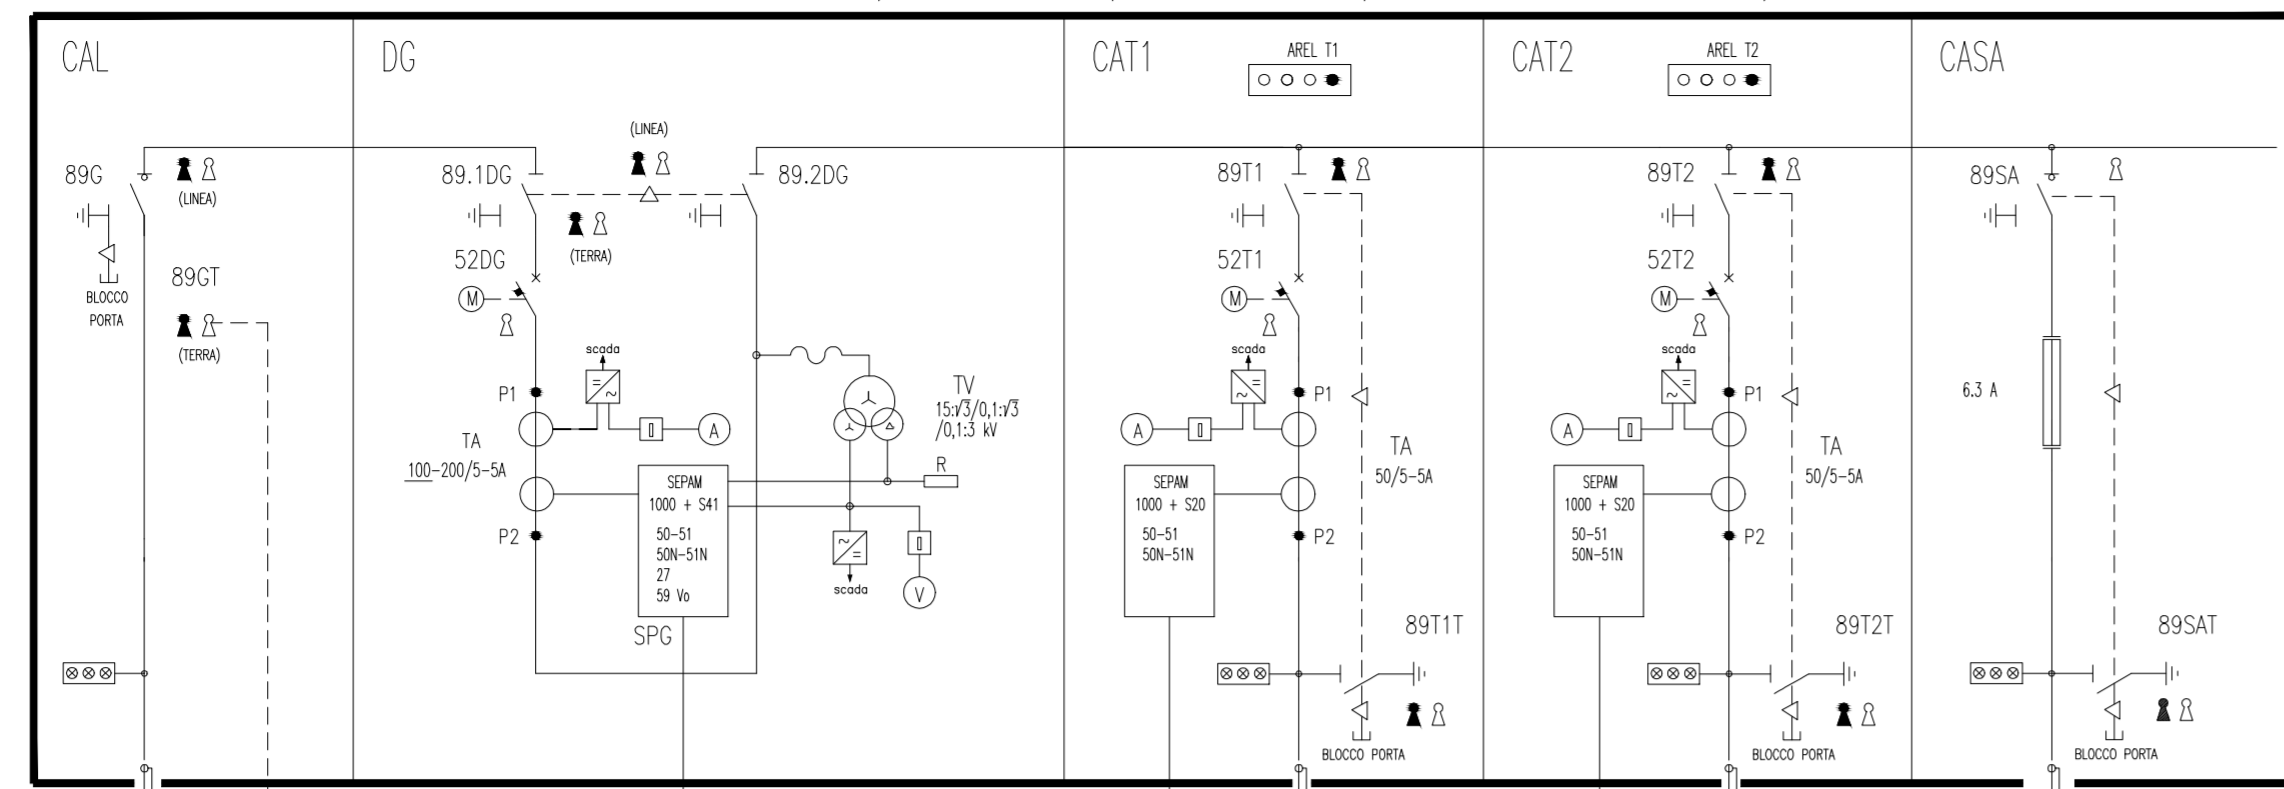 CAL
89G
(LINEA)
BLOCCO
PORTA
89GT
(TERRA)
DG
(LINEA)
89.1DG
89.2DG
(TERRA)
52DG
M
scada
P1
A
TA
100-200/5-5A
P2
TV
15:√3/0,1:√3
/0,1:3 kV
R
SEPAM
1000 + S41
50-51
50N-51N
27
59 Vo
SPG
scada
V
CAT1
AREL T1
89T1
52T1
M
scada
P1
A
TA
50/5-5A
SEPAM
1000 + S20
50-51
50N-51N
P2
89T1T
BLOCCO PORTA
CAT2
AREL T2
89T2
52T2
M
scada
P1
A
TA
50/5-5A
SEPAM
1000 + S20
50-51
50N-51N
P2
89T2T
BLOCCO PORTA
CASA
89SA
6.3 A
89SAT
BLOCCO PORTA